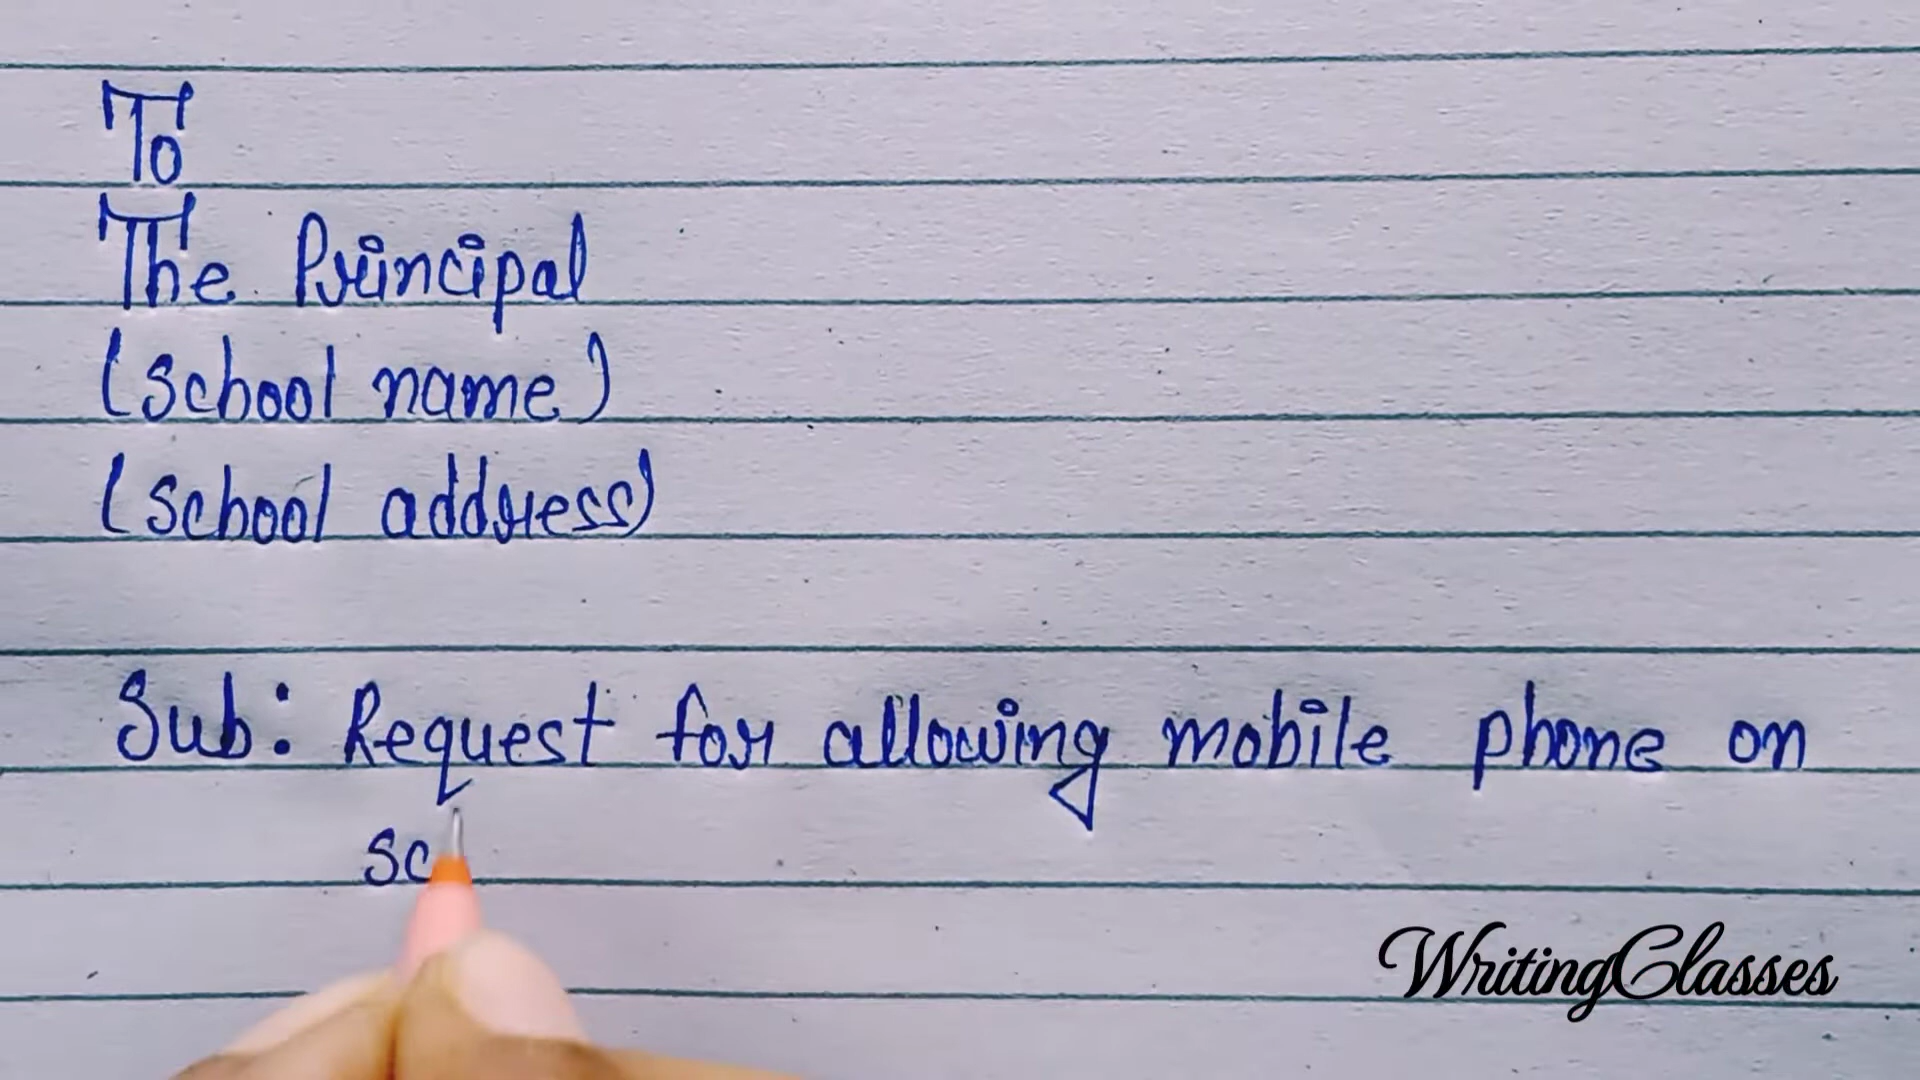 To
The Principal
(School name)
(School address)
Sub: Request for allowing mobile phone on
sc
WritingClasses